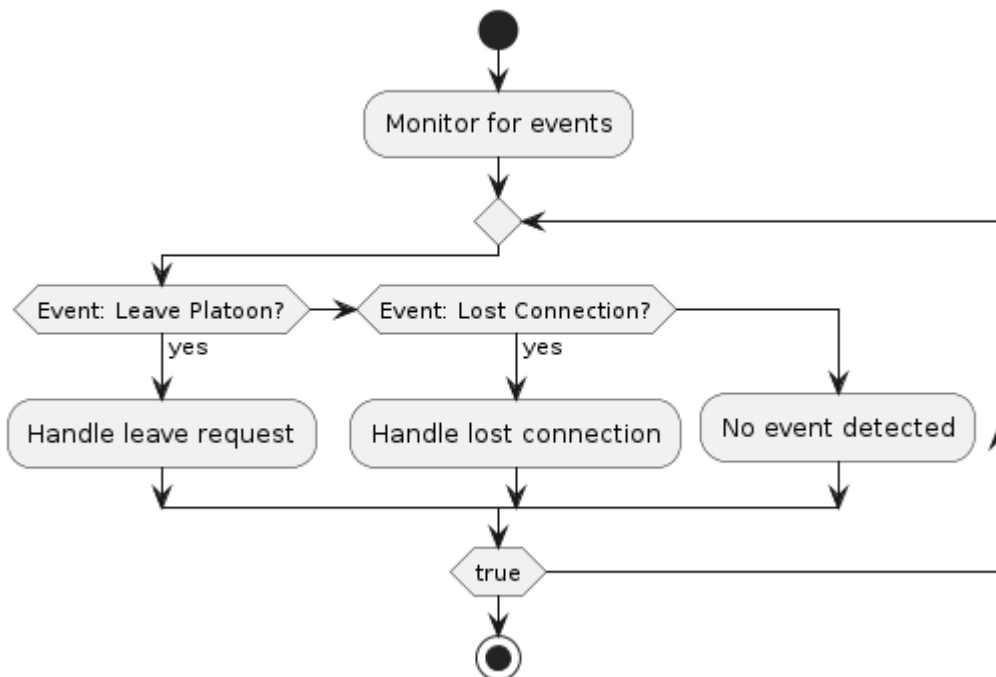 Monitor for events
Event: Leave Platoon?
Event: Lost Connection?
yes
yes
Handle leave request
Handle lost connection
No event detected
true